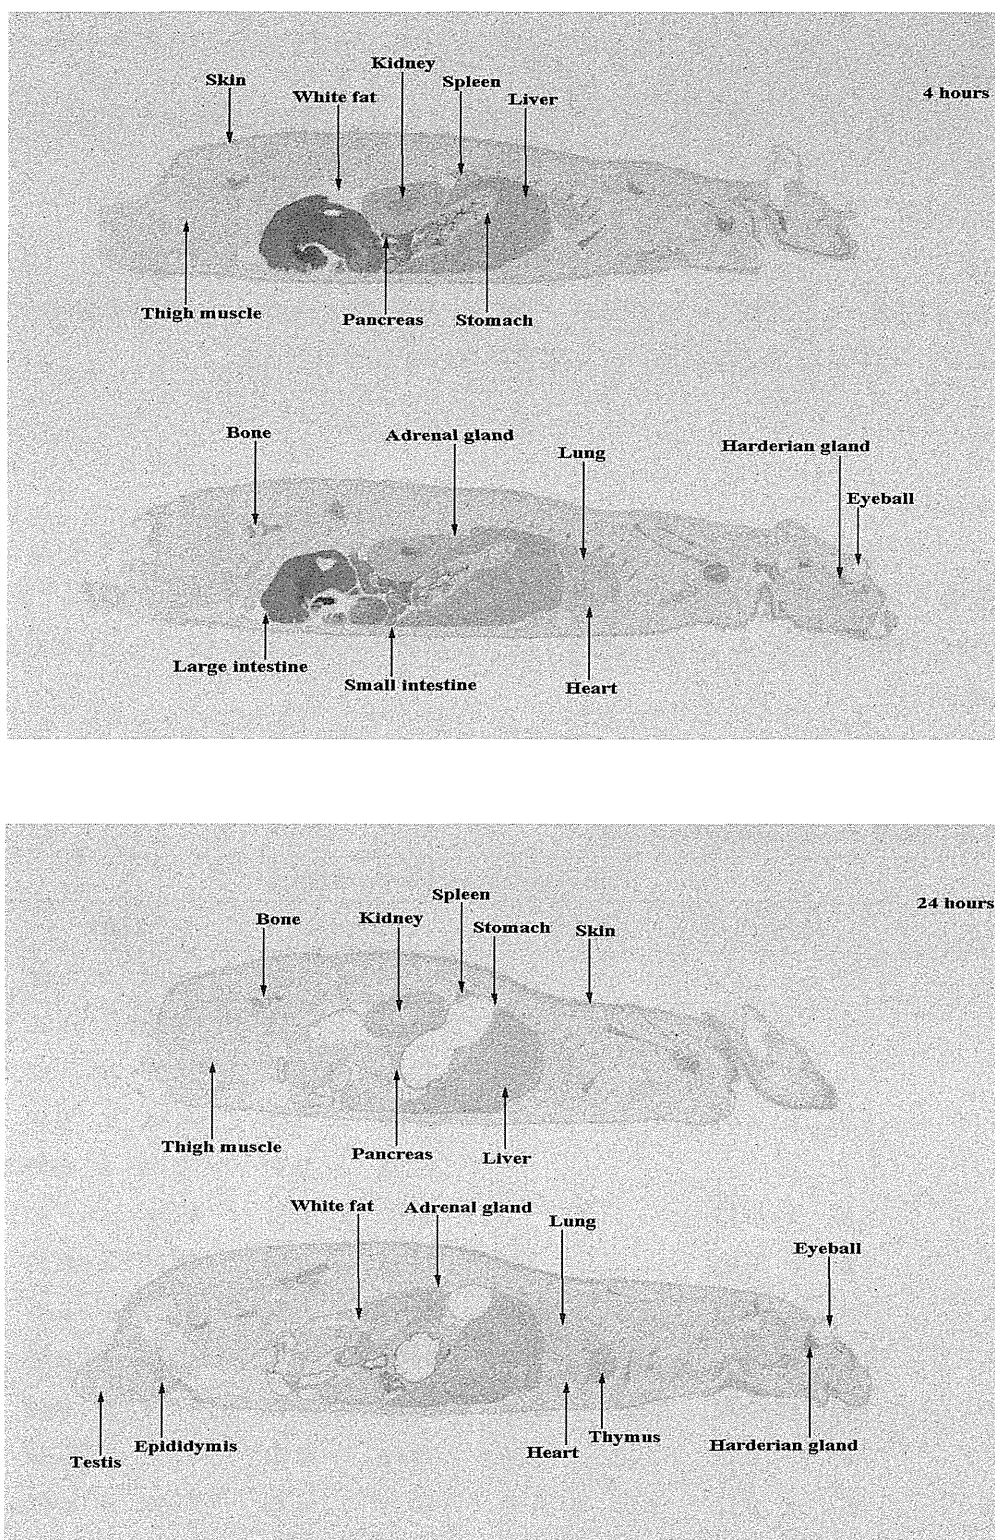 Kidney
Skin
Spleen
White fat
Liver
4 hours
Thigh muscle
Pancreas
Stomach
Bone
Adrenal gland
Lung
Harderian gland
Eyeball
Large intestine
Small intestine
Heart
Spleen
24 hours
Bone
Kidney
Stomach
Skin
Thigh muscle
Pancreas
Liver
White fat
Adrenal gland
Lung
Eyeball
Testis
Epididymis
Heart
Thymus
Harderian gland